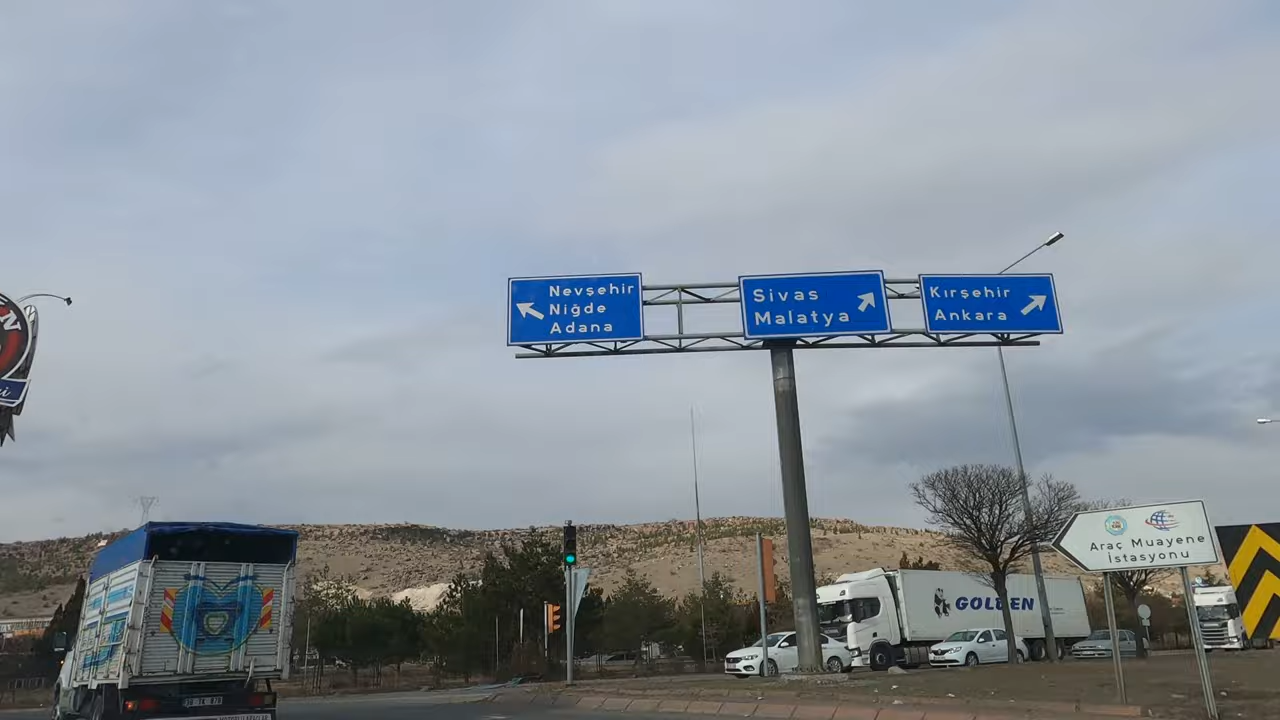 Nevşehir
Niğde
Adana
Sivas
Malatya
Kırşehir
Ankara
Araç Muayene
İstasyonu
GOLDEN